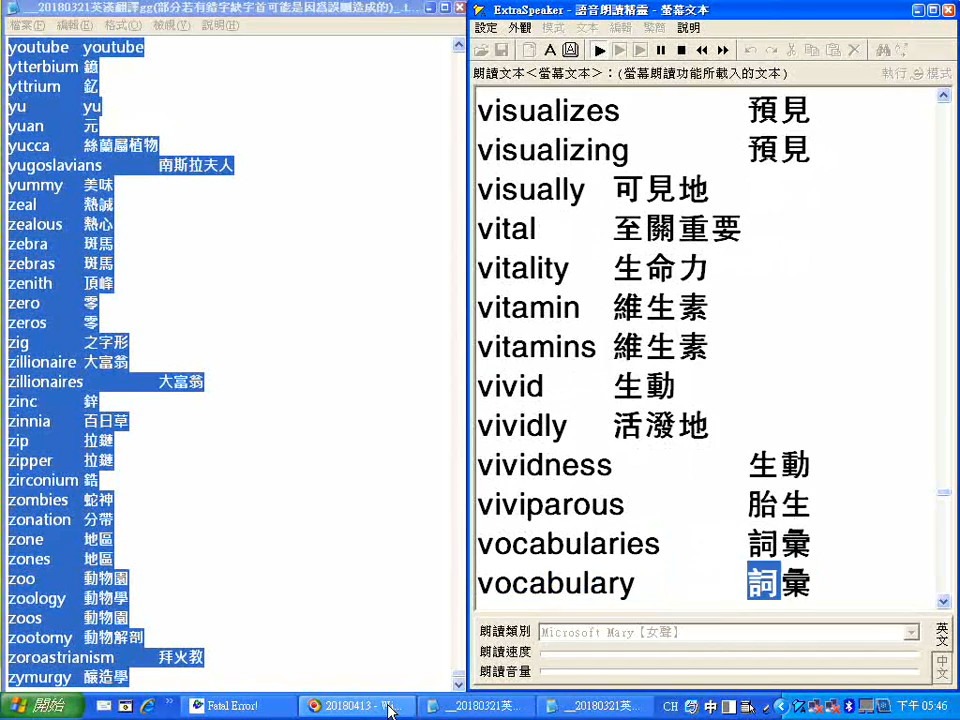 __20180321英漢翻譯gg(部分若有錯字缺字首可能是因爲誤刪造成的)_
檔案(F) 編輯(E) 格式(O) 檢視(V) 說明(H)
youtube youtube
ytterbium 鐿
yttrium 釔
yu yu
yuan 元
yucca 絲蘭屬植物
yugoslavians 南斯拉夫人
yummy 美味
zeal 熱誠
zealous 熱心
zebra 斑馬
zebras 斑馬
zenith 頂峰
zero 零
zeros 零
zig 之字形
zillionaire 大富翁
zillionaires 大富翁
zinc 鋅
zinnia 百日草
zip 拉鏈
zipper 拉鏈
zirconium 鋯
zombies 蛇神
zonation 分帶
zone 地區
zones 地區
zoo 動物園
zoology 動物學
zoos 動物園
zootomy 動物解剖
zoroastrianism 拜火教
zymurgy 釀造學
ExtraSpeaker - 語音朗讀精靈 - 螢幕文本
設定 外觀 模式 文本 編輯 繁簡 說明
朗讀文本<螢幕文本>：(螢幕朗讀功能所載入的文本) 執行 模式
visualizes 預見
visualizing 預見
visually 可見地
vital 至關重要
vitality 生命力
vitamin 維生素
vitamins 維生素
vivid 生動
vividly 活潑地
vividness 生動
viviparous 胎生
vocabularies 詞彙
vocabulary 詞彙
朗讀類別 Microsoft Mary【女聲】
朗讀速度
朗讀音量
英文
中文
開始 Fatal Error! 20180413 - __20180321英... __20180321英... CH 中 下午 05:46